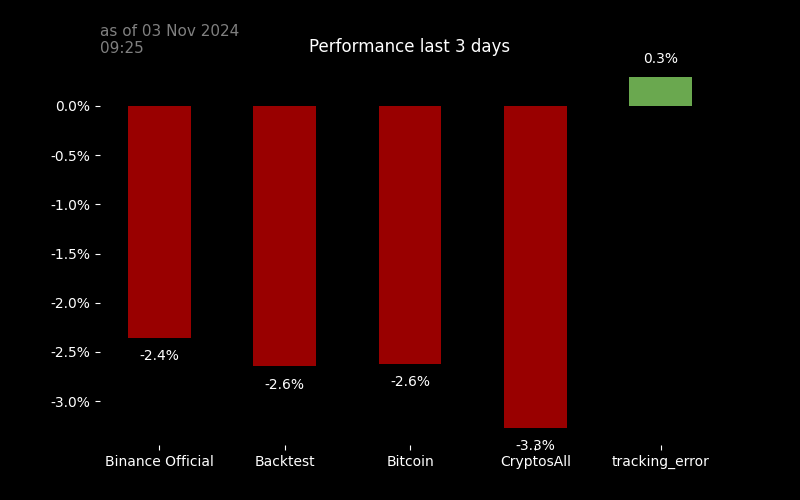 as of 03 Nov 2024
09:25
Performance last 3 days
0.3%
0.0%
-0.5%
-1.0%
-1.5%
-2.0%
-2.5%
-3.0%
-2.4%
-2.6%
-2.6%
-3.3%
Binance Official
Backtest
Bitcoin
CryptosAll
tracking_error